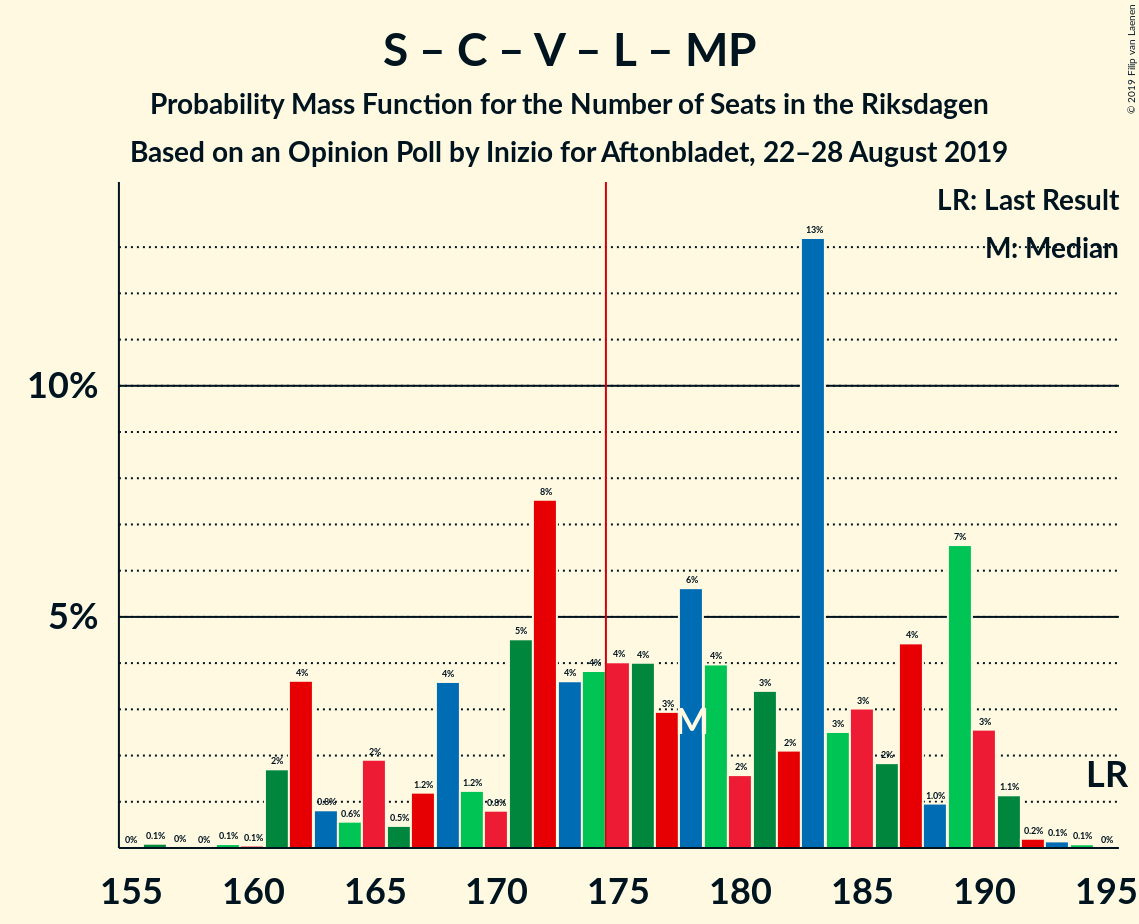 S – C – V – L – MP
Probability Mass Function for the Number of Seats in the Riksdagen
Based on an Opinion Poll by Inizio for Aftonbladet, 22–28 August 2019
© 2019 Filip van Laenen
LR: Last Result
M: Median
10%
5%
0% 0.1% 0% 0% 0.1% 0.1% 2% 4% 0.8% 0.6% 2% 0.5% 1.2% 4% 1.2% 0.8% 5% 8% 4% 4% 4% 4% 3% 6% 4% 2% 3% 2% 13% 3% 3% 2% 4% 1.0% 7% 3% 1.1% 0.2% 0.1% 0.1% 0%
M
LR
155 160 165 170 175 180 185 190 195